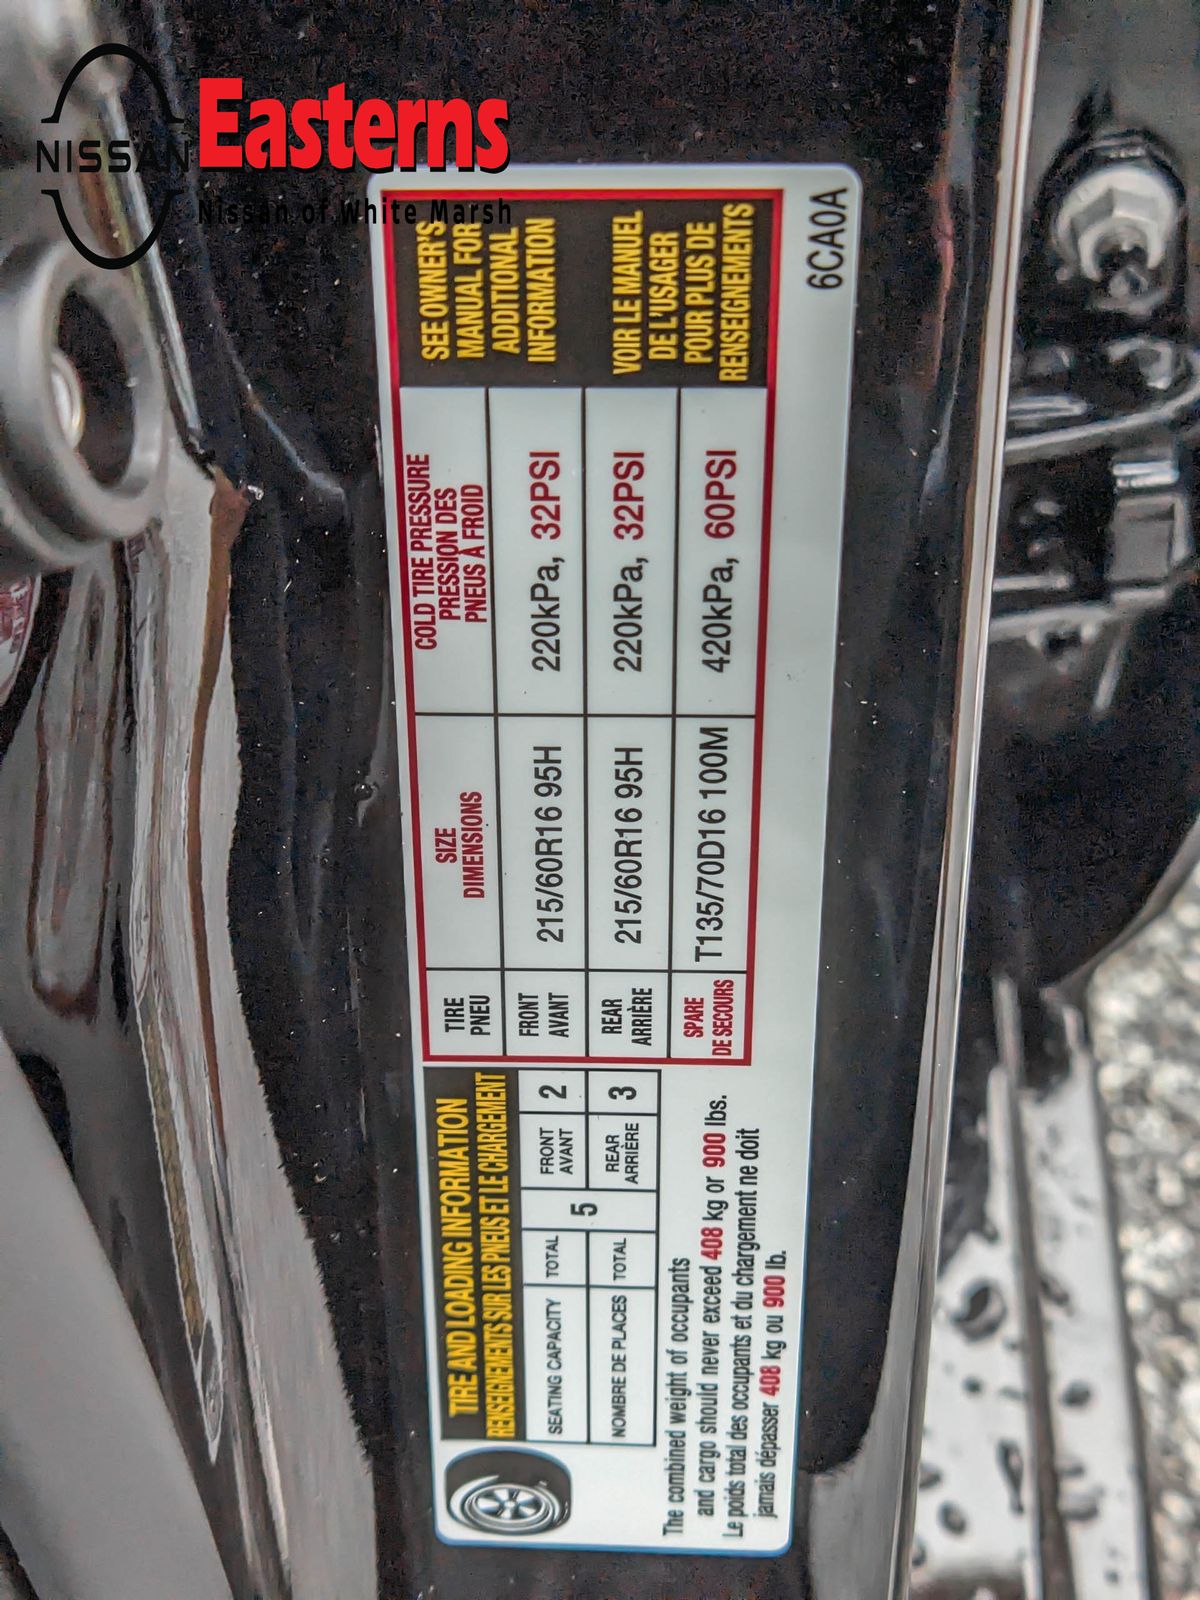 NISSAN
Easterns
Nissan of White Marsh
TIRE AND LOADING INFORMATION
RENSEIGNEMENTS SUR LES PNEUS ET LE CHARGEMENT
SEATING CAPACITY TOTAL 5 FRONT AVANT 2
NOMBRE DE PLACES TOTAL REAR ARRIÈRE 3
The combined weight of occupants
and cargo should never exceed 408 kg or 900 lbs.
Le poids total des occupants et du chargement ne doit
jamais dépasser 408 kg ou 900 lb.
TIRE PNEU
SIZE DIMENSIONS
COLD TIRE PRESSURE
PRESSION DES
PNEUS À FROID
FRONT AVANT 215/60R16 95H 220kPa, 32PSI
REAR ARRIÈRE 215/60R16 95H 220kPa, 32PSI
SPARE DE SECOURS T135/70D16 100M 420kPa, 60PSI
SEE OWNER'S
MANUAL FOR
ADDITIONAL
INFORMATION
VOIR LE MANUEL
DE L'USAGER
POUR PLUS DE
RENSEIGNEMENTS
6CA0A